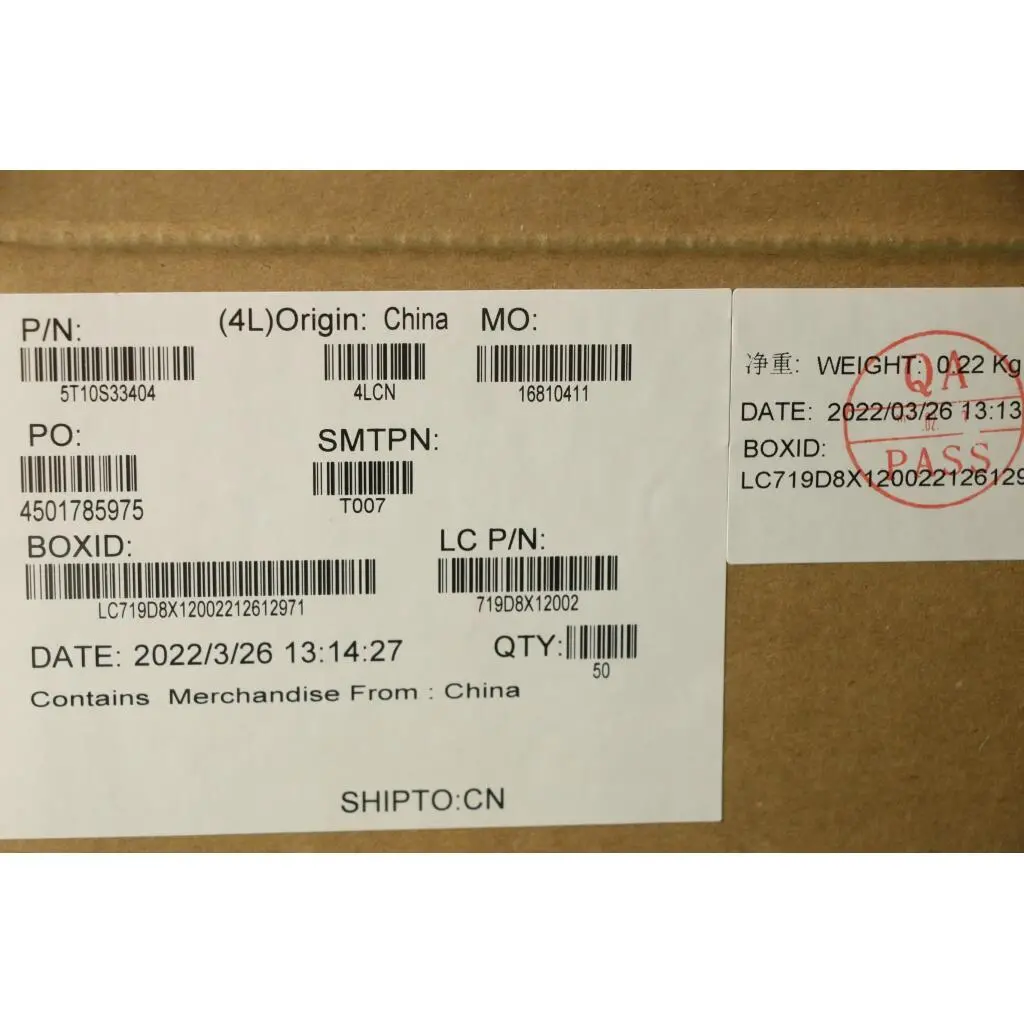 P/N:
(4L)Origin: China
MO:
5T10S33404
4LCN
16810411
PO:
SMTPN:
4501785975
T007
BOXID:
LC P/N:
LC719D8X12002212612971
719D8X12002
DATE: 2022/3/26 13:14:27
QTY:
50
Contains Merchandise From : China
SHIPTO:CN
净重: WEIGHT: 0.22 Kg
DATE: 2022/03/26 13:13
BOXID:
LC719D8X120022126129
QA
PASS